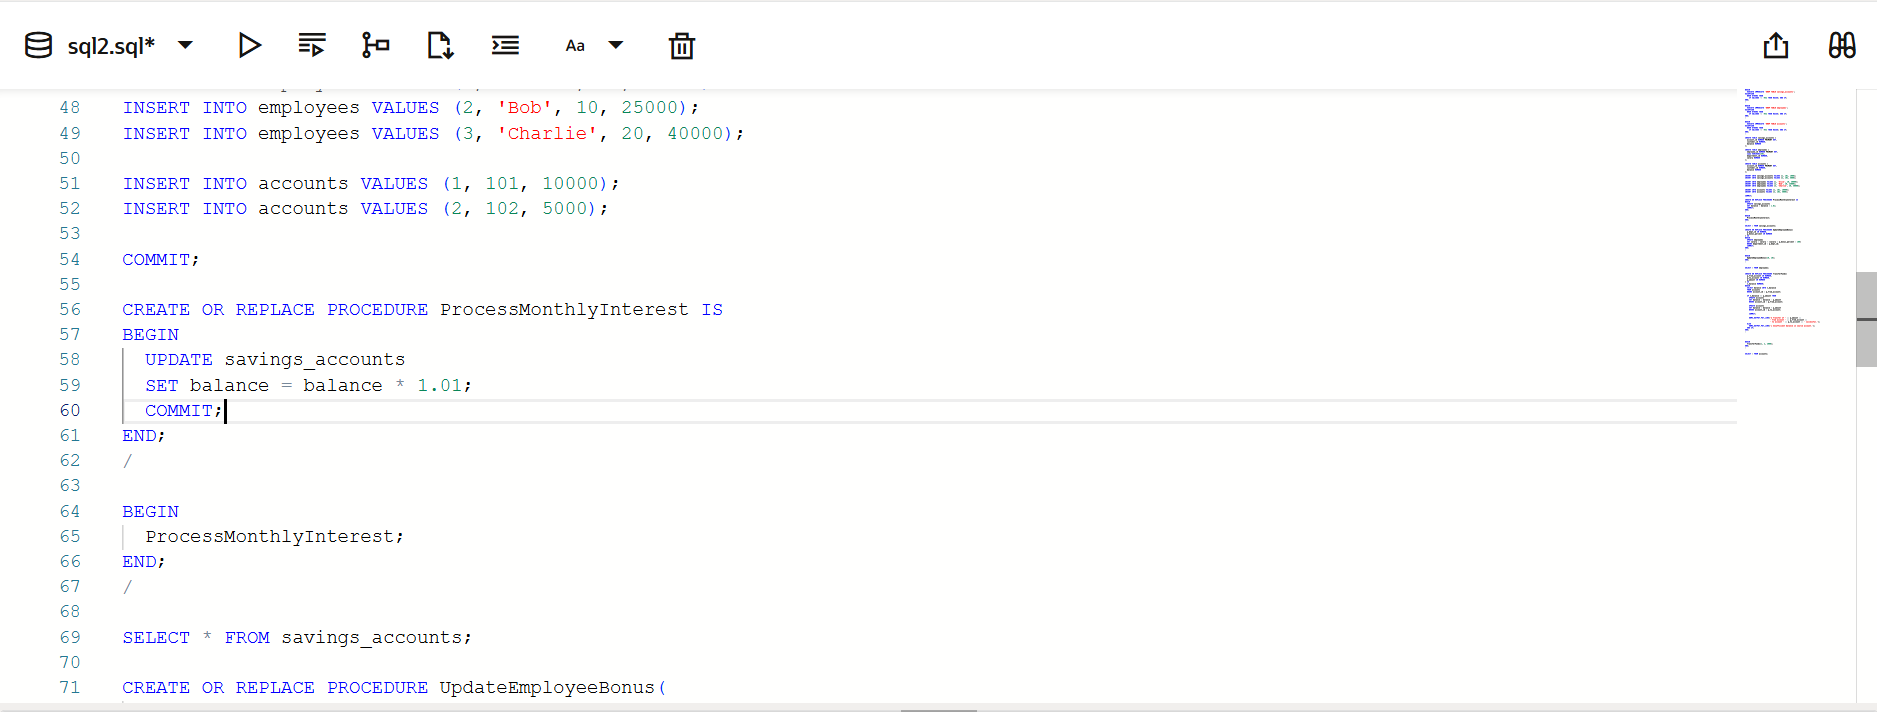 sql2.sql*
Aa
48 INSERT INTO employees VALUES (2, 'Bob', 10, 25000);
49 INSERT INTO employees VALUES (3, 'Charlie', 20, 40000);
50
51 INSERT INTO accounts VALUES (1, 101, 10000);
52 INSERT INTO accounts VALUES (2, 102, 5000);
53
54 COMMIT;
55
56 CREATE OR REPLACE PROCEDURE ProcessMonthlyInterest IS
57 BEGIN
58 UPDATE savings_accounts
59 SET balance = balance * 1.01;
60 COMMIT;
61 END;
62 /
63
64 BEGIN
65 ProcessMonthlyInterest;
66 END;
67 /
68
69 SELECT * FROM savings_accounts;
70
71 CREATE OR REPLACE PROCEDURE UpdateEmployeeBonus(